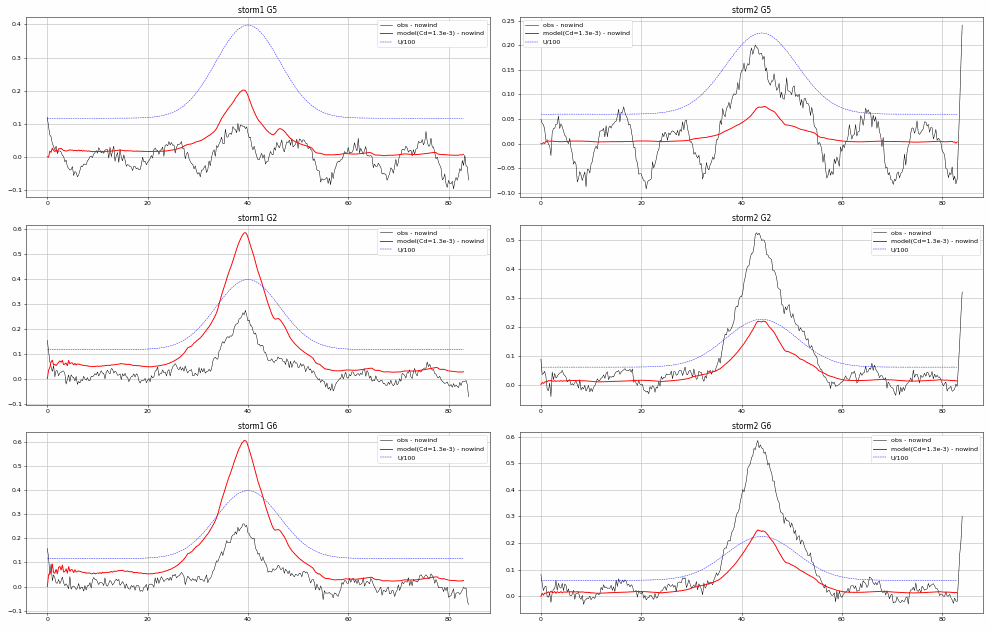 storm1 G5
obs - nowind
model(Cd=1.3e-3) - nowind
U/100
0.4
0.3
0.2
0.1
0.0
−0.1
0 20 40 60 80
storm2 G5
obs - nowind
model(Cd=1.3e-3) - nowind
U/100
0.25
0.20
0.15
0.10
0.05
0.00
−0.05
−0.10
0 20 40 60 80
storm1 G2
obs - nowind
model(Cd=1.3e-3) - nowind
U/100
0.6
0.5
0.4
0.3
0.2
0.1
0.0
−0.1
0 20 40 60 80
storm2 G2
obs - nowind
model(Cd=1.3e-3) - nowind
U/100
0.5
0.4
0.3
0.2
0.1
0.0
0 20 40 60 80
storm1 G6
obs - nowind
model(Cd=1.3e-3) - nowind
U/100
0.6
0.5
0.4
0.3
0.2
0.1
0.0
−0.1
0 20 40 60 80
storm2 G6
obs - nowind
model(Cd=1.3e-3) - nowind
U/100
0.6
0.5
0.4
0.3
0.2
0.1
0.0
0 20 40 60 80